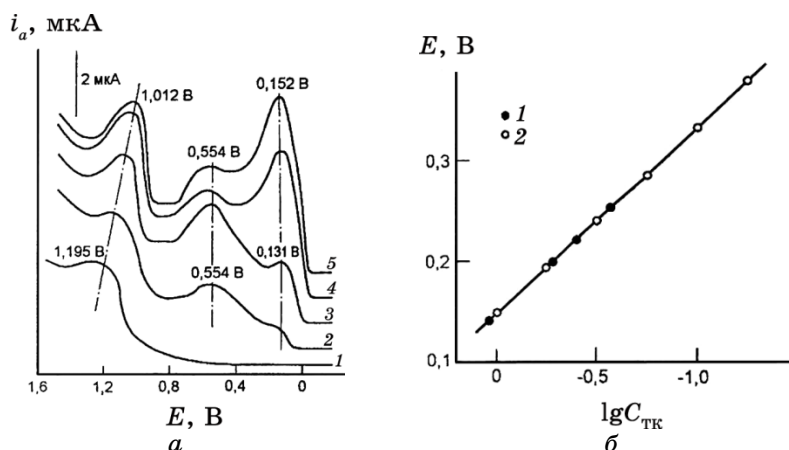 i_a, мкА
2 мкА
1,012 В
0,152 В
0,554 В
1,195 В
0,554 В
0,131 В
5
4
3
2
1
1,6 1,2 0,8 0,4 0
E, В
а
E, В
1
2
0,3
0,2
0,1
0 -0,5 -1,0
lgC_ТК
б